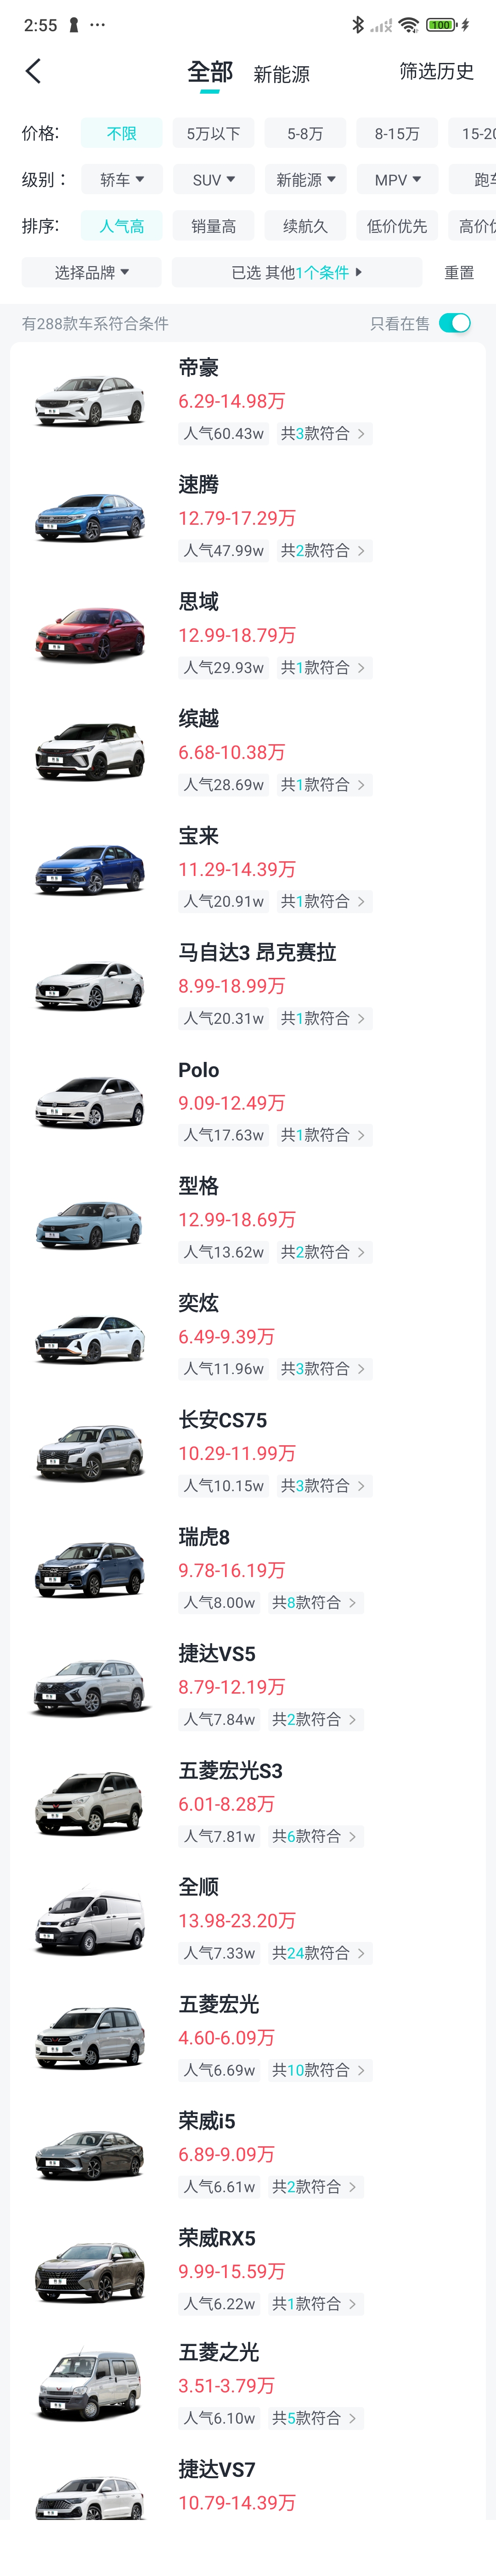 2:55 ···
100
全部 新能源 筛选历史
价格: 不限 5万以下 5-8万 8-15万 15-20
级别： 轿车 SUV 新能源 MPV 跑车
排序: 人气高 销量高 续航久 低价优先 高价优
选择品牌 已选 其他1个条件 重置
有288款车系符合条件 只看在售
帝豪
6.29-14.98万
人气60.43w 共3款符合
速腾
12.79-17.29万
人气47.99w 共2款符合
思域
12.99-18.79万
人气29.93w 共1款符合
缤越
6.68-10.38万
人气28.69w 共1款符合
宝来
11.29-14.39万
人气20.91w 共1款符合
马自达3 昂克赛拉
8.99-18.99万
人气20.31w 共1款符合
Polo
9.09-12.49万
人气17.63w 共1款符合
型格
12.99-18.69万
人气13.62w 共2款符合
奕炫
6.49-9.39万
人气11.96w 共3款符合
长安CS75
10.29-11.99万
人气10.15w 共3款符合
瑞虎8
9.78-16.19万
人气8.00w 共8款符合
捷达VS5
8.79-12.19万
人气7.84w 共2款符合
五菱宏光S3
6.01-8.28万
人气7.81w 共6款符合
全顺
13.98-23.20万
人气7.33w 共24款符合
五菱宏光
4.60-6.09万
人气6.69w 共10款符合
荣威i5
6.89-9.09万
人气6.61w 共2款符合
荣威RX5
9.99-15.59万
人气6.22w 共1款符合
五菱之光
3.51-3.79万
人气6.10w 共5款符合
捷达VS7
10.79-14.39万